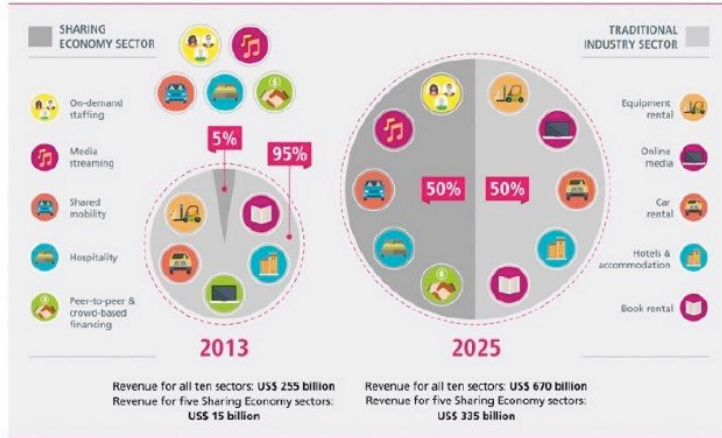 SHARING
ECONOMY SECTOR
On-demand
staffing
Media
streaming
Shared
mobility
Hospitality
Peer-to-peer &
crowd-based
financing
5%
95%
2013
50%
50%
2025
TRADITIONAL
INDUSTRY SECTOR
Equipment
rental
Online
media
Car
rental
Hotels &
accommodation
Book rental
Revenue for all ten sectors: US$ 255 billion
Revenue for five Sharing Economy sectors:
US$ 15 billion
Revenue for all ten sectors: US$ 670 billion
Revenue for five Sharing Economy sectors:
US$ 335 billion